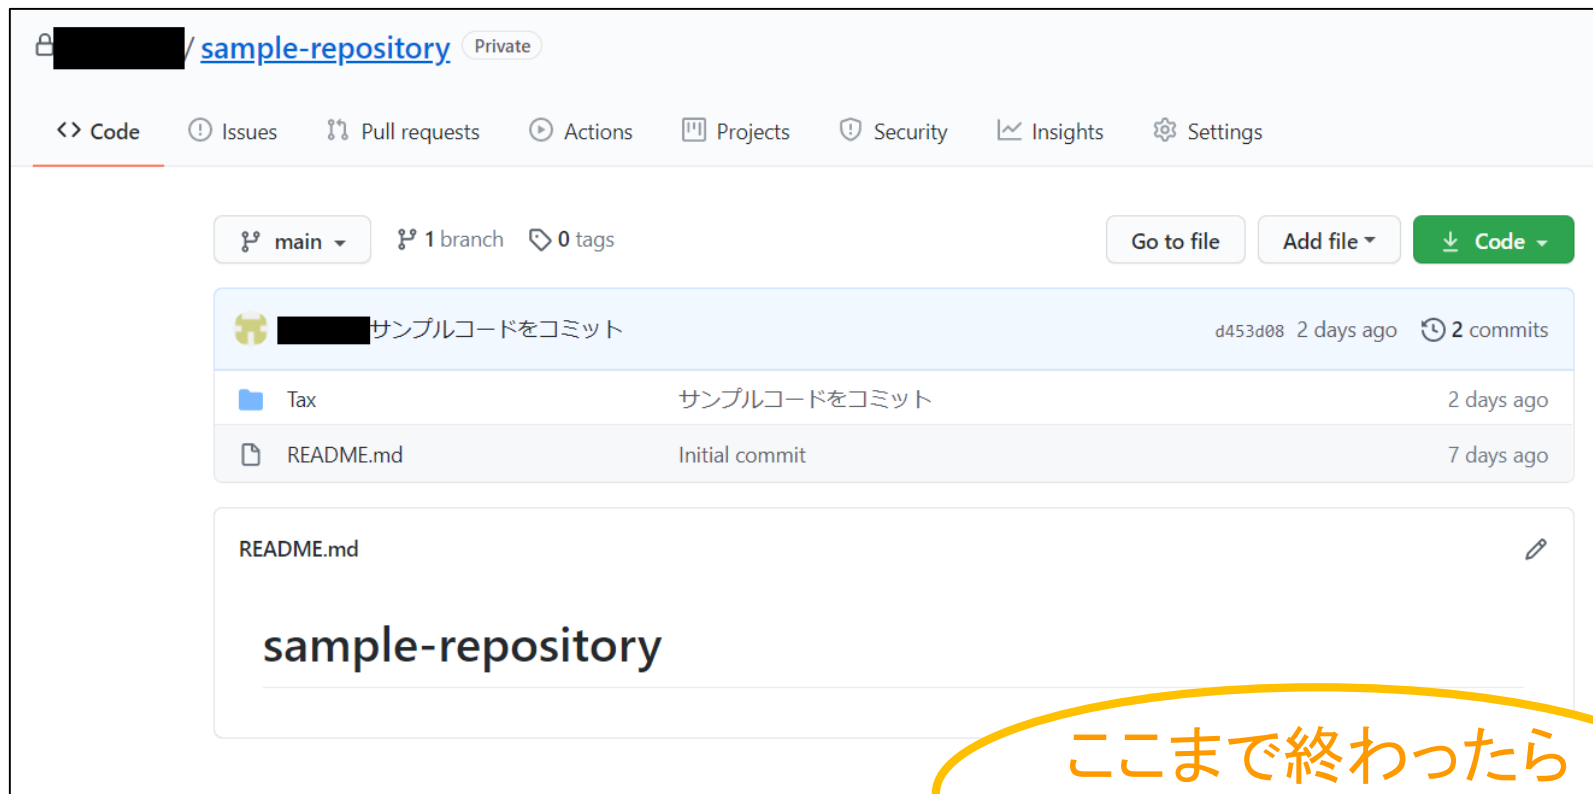 / sample-repository Private
<> Code Issues Pull requests Actions Projects Security Insights Settings
main 1 branch 0 tags Go to file Add file Code
サンプルコードをコミット d453d08 2 days ago 2 commits
Tax サンプルコードをコミット 2 days ago
README.md Initial commit 7 days ago
README.md
sample-repository
ここまで終わったら